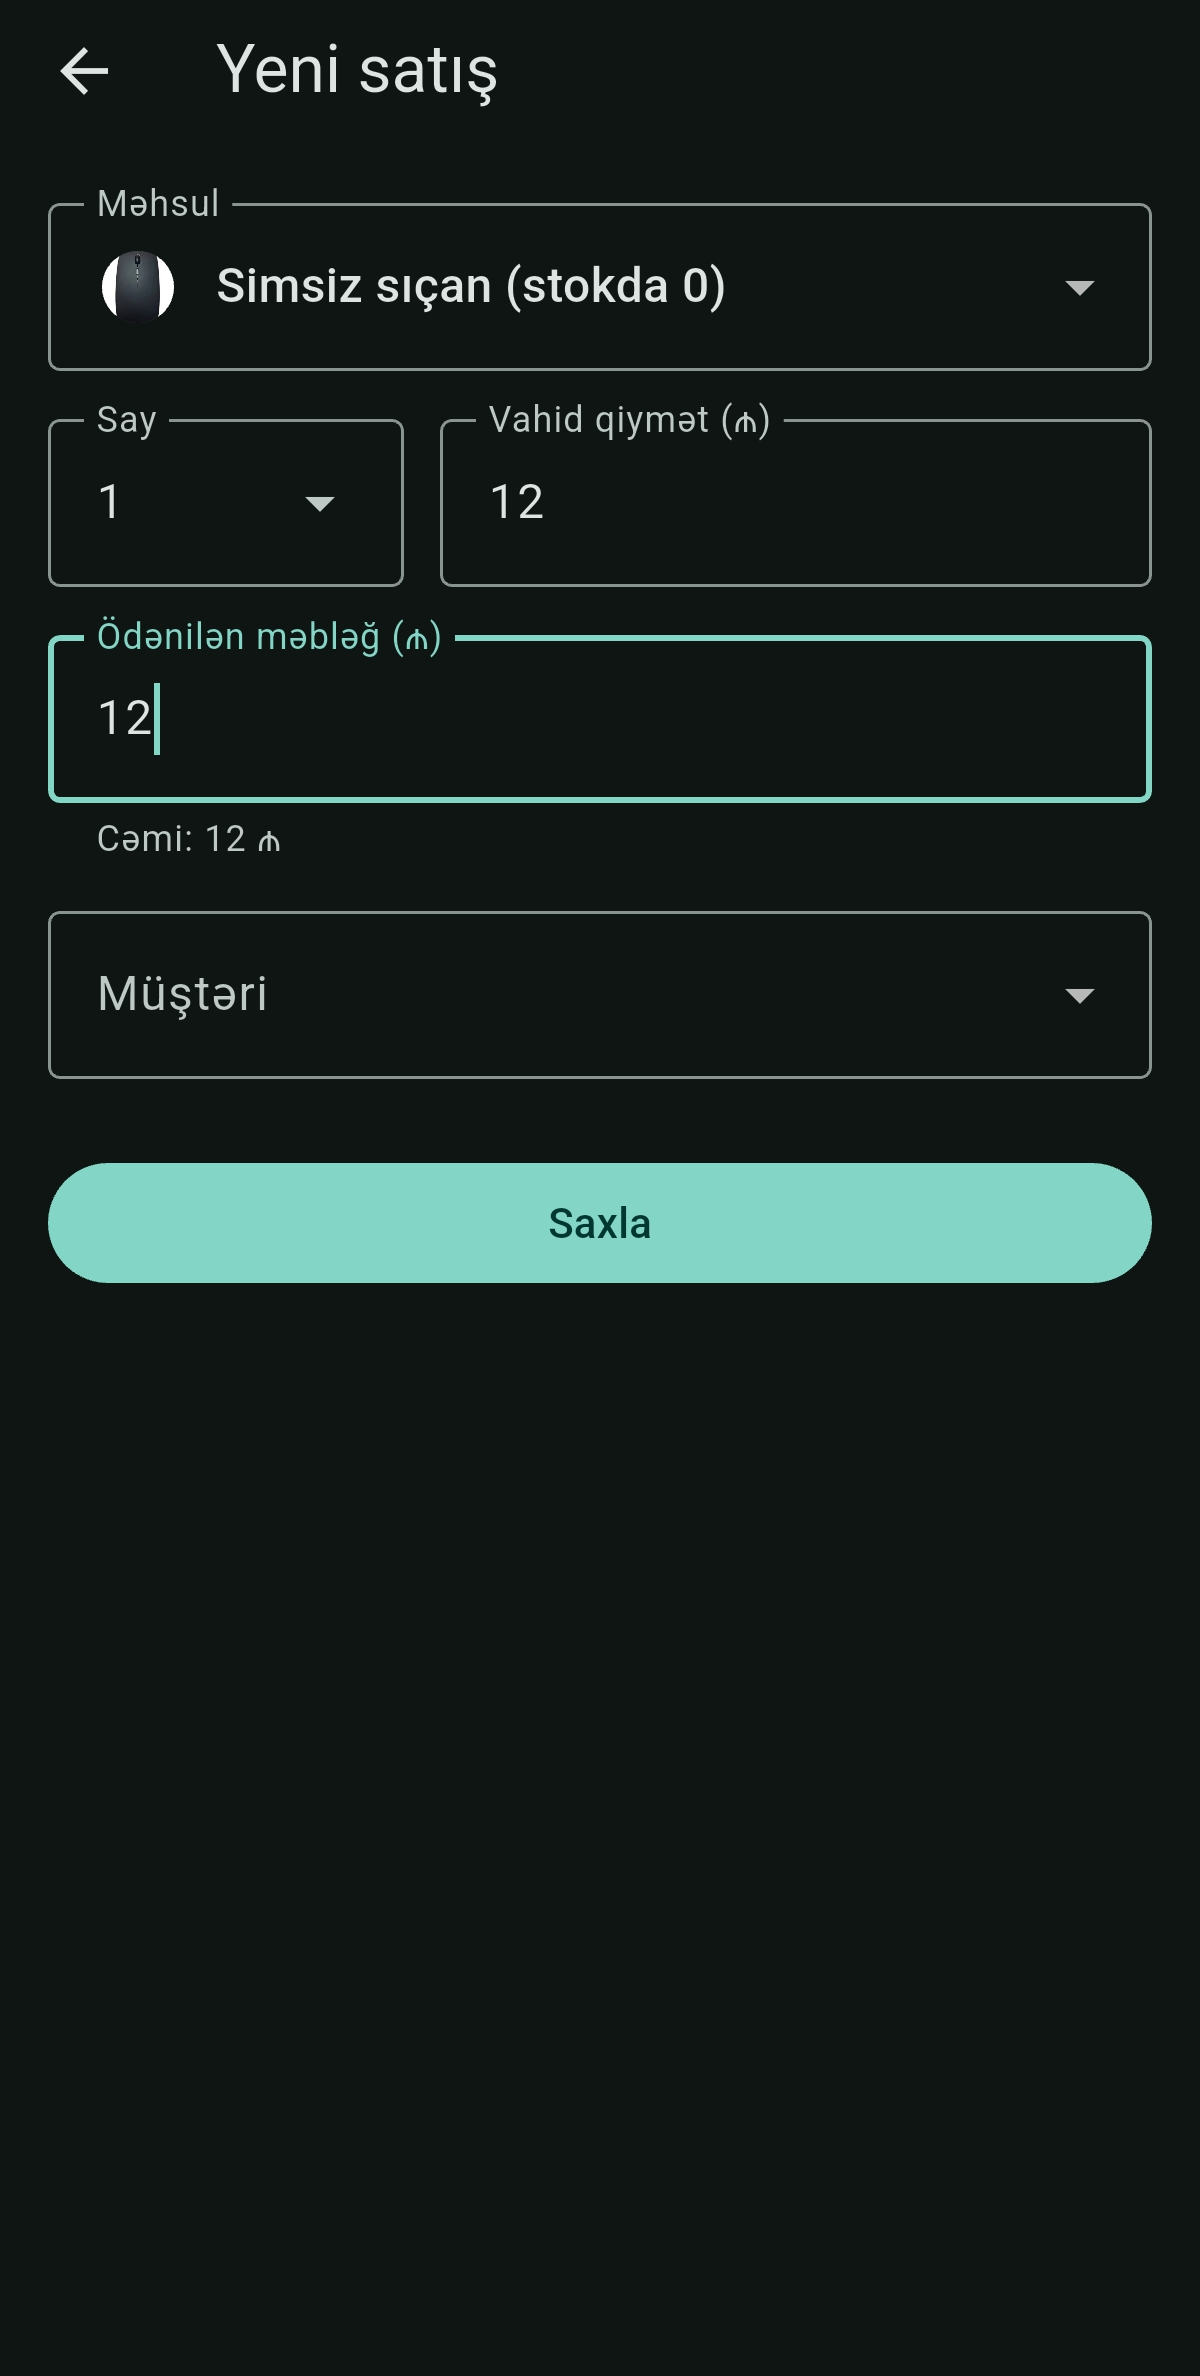 Yeni satış
Məhsul
Simsiz sıçan (stokda 0)
Say
Vahid qiymət (₼)
1
12
Ödənilən məbləğ (₼)
12
Cəmi: 12 ₼
Müştəri
Saxla